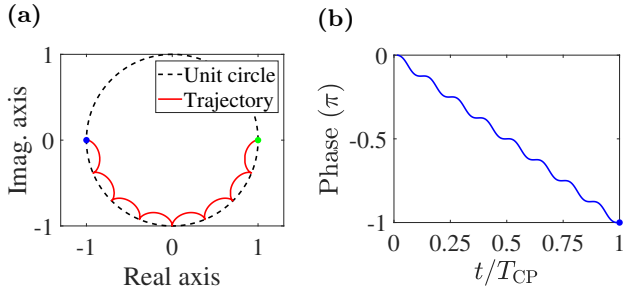 (a)
1
0
-1
Imag. axis
Unit circle
Trajectory
-1
0
1
Real axis
(b)
0
-0.5
-1
Phase (π)
0
0.25
0.5
0.75
1
t/T_CP